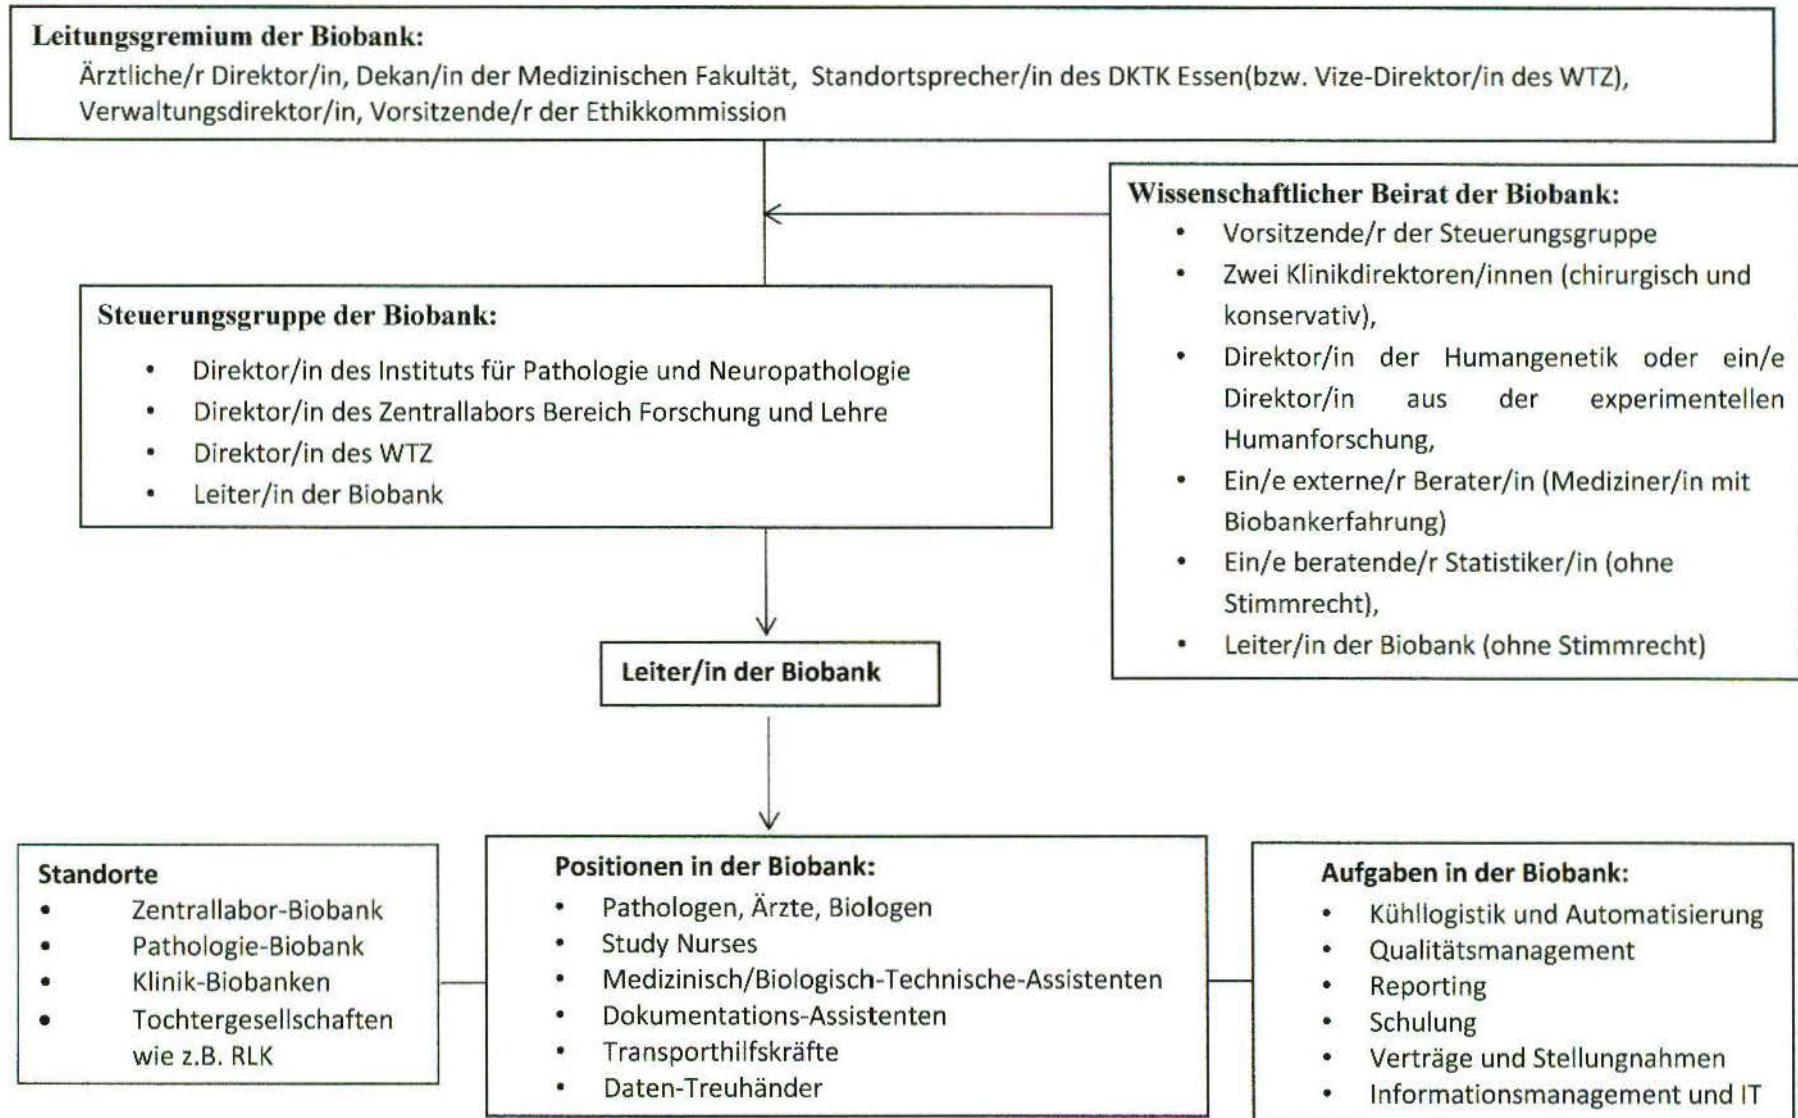 Leitungsgremium der Biobank:
Ärztliche/r Direktor/in, Dekan/in der Medizinischen Fakultät, Standortsprecher/in des DKTK Essen(bzw. Vize-Direktor/in des WTZ),
Verwaltungsdirektor/in, Vorsitzende/r der Ethikkommission
Wissenschaftlicher Beirat der Biobank:
• Vorsitzende/r der Steuerungsgruppe
• Zwei Klinikdirektoren/innen (chirurgisch und
konservativ),
• Direktor/in der Humangenetik oder ein/e
Direktor/in aus der experimentellen
Humanforschung,
• Ein/e externe/r Berater/in (Mediziner/in mit
Biobankerfahrung)
• Ein/e beratende/r Statistiker/in (ohne
Stimmrecht),
• Leiter/in der Biobank (ohne Stimmrecht)
Steuerungsgruppe der Biobank:
• Direktor/in des Instituts für Pathologie und Neuropathologie
• Direktor/in des Zentrallabors Bereich Forschung und Lehre
• Direktor/in des WTZ
• Leiter/in der Biobank
Leiter/in der Biobank
Standorte
• Zentrallabor-Biobank
• Pathologie-Biobank
• Klinik-Biobanken
• Tochtergesellschaften
wie z.B. RLK
Positionen in der Biobank:
• Pathologen, Ärzte, Biologen
• Study Nurses
• Medizinisch/Biologisch-Technische-Assistenten
• Dokumentations-Assistenten
• Transporthilfskräfte
• Daten-Treuhänder
Aufgaben in der Biobank:
• Kühllogistik und Automatisierung
• Qualitätsmanagement
• Reporting
• Schulung
• Verträge und Stellungnahmen
• Informationsmanagement und IT